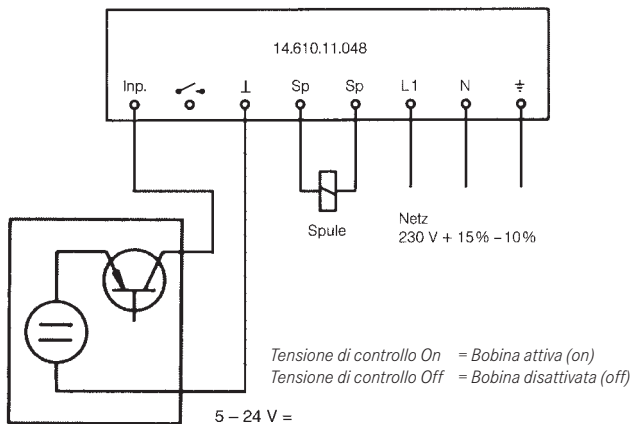 14.610.11.048
Inp. ⊥ Sp Sp L1 N ⏚
Spule
Netz
230 V + 15% – 10%
Tensione di controllo On = Bobina attiva (on)
Tensione di controllo Off = Bobina disattivata (off)
5 – 24 V =